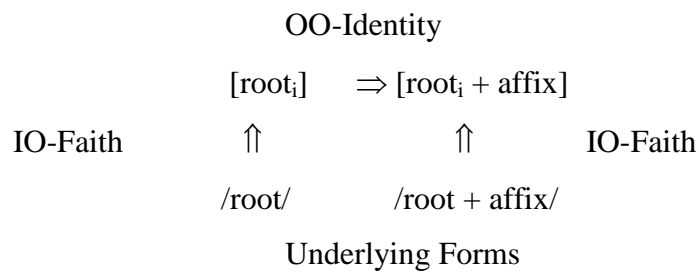 OO-Identity
[rootᵢ] ⇒ [rootᵢ + affix]
IO-Faith ⇑ ⇑ IO-Faith
/root/ /root + affix/
Underlying Forms